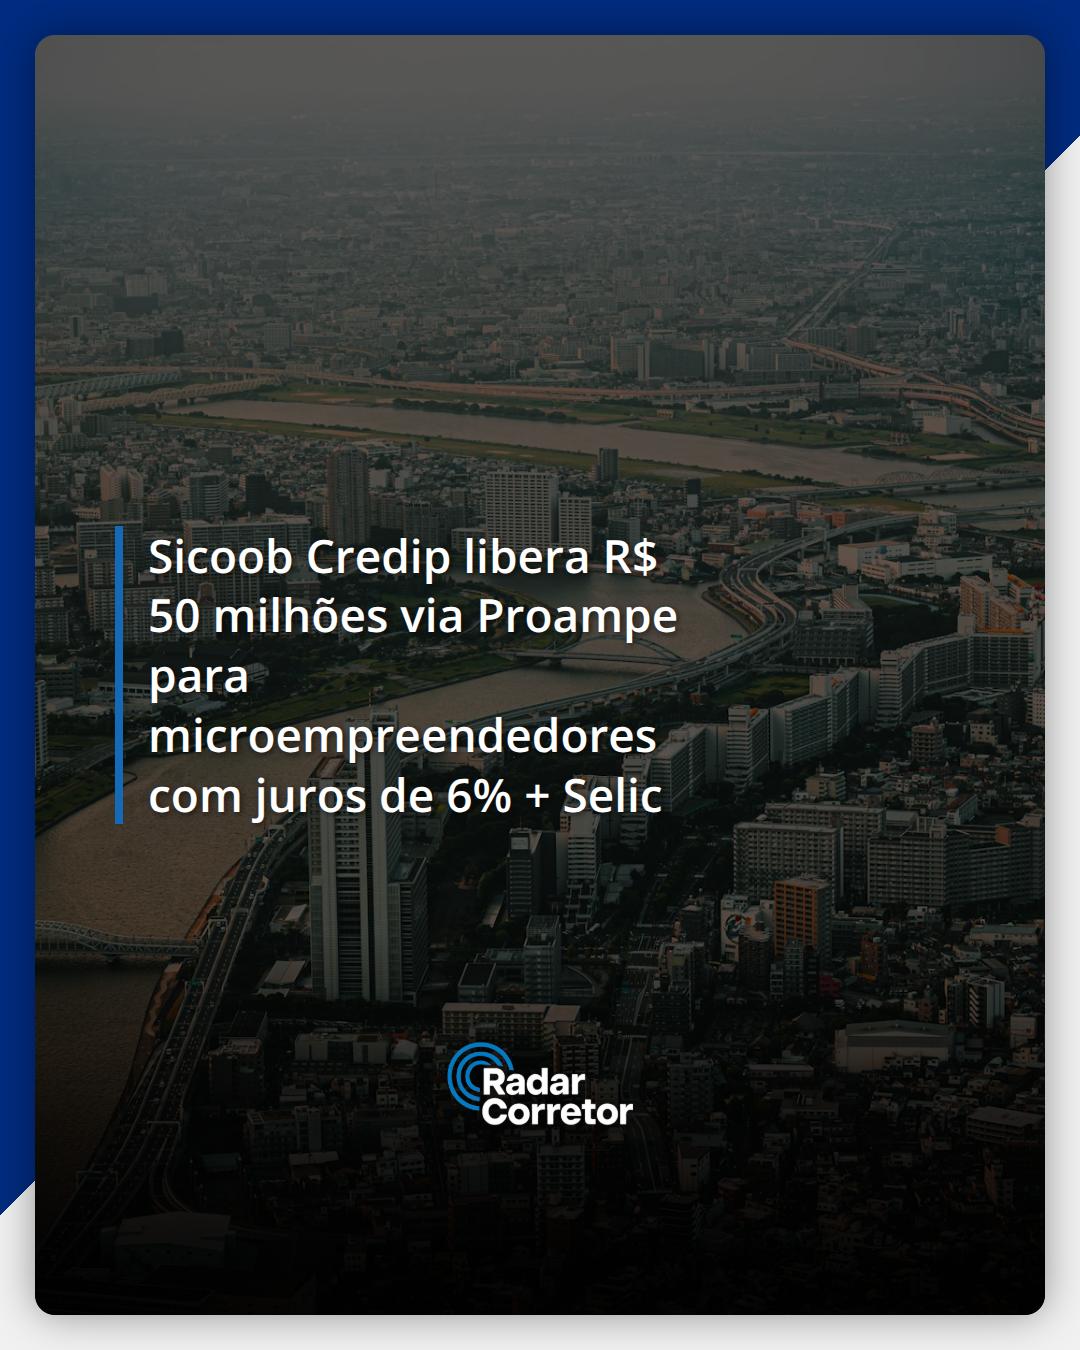 Sicoob Credip libera R$
50 milhões via Proampe
para
microempreendedores
com juros de 6% + Selic
Radar
Corretor